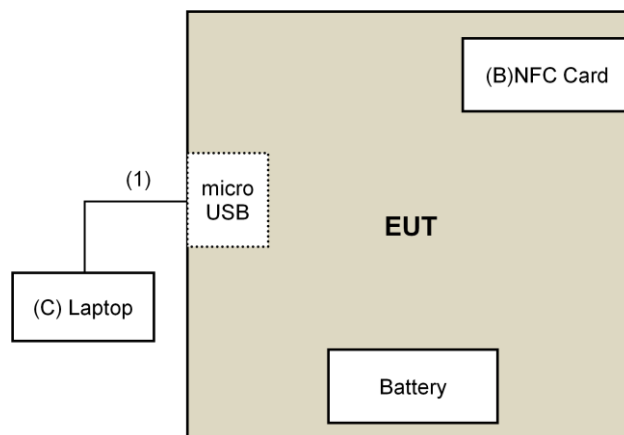 (B)NFC Card
(1)
micro
USB
EUT
(C) Laptop
Battery